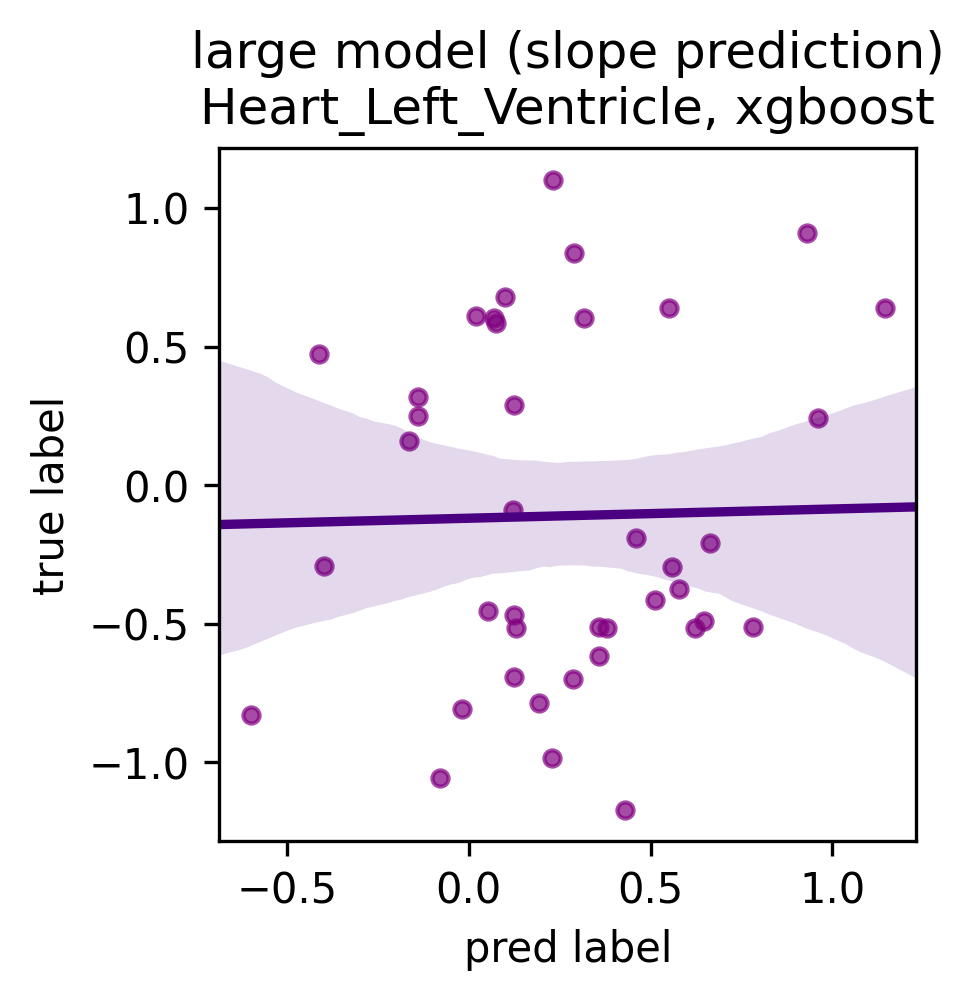 large model (slope prediction)
Heart_Left_Ventricle, xgboost
1.0
0.5
0.0
−0.5
−1.0
true label
−0.5
0.0
0.5
1.0
pred label